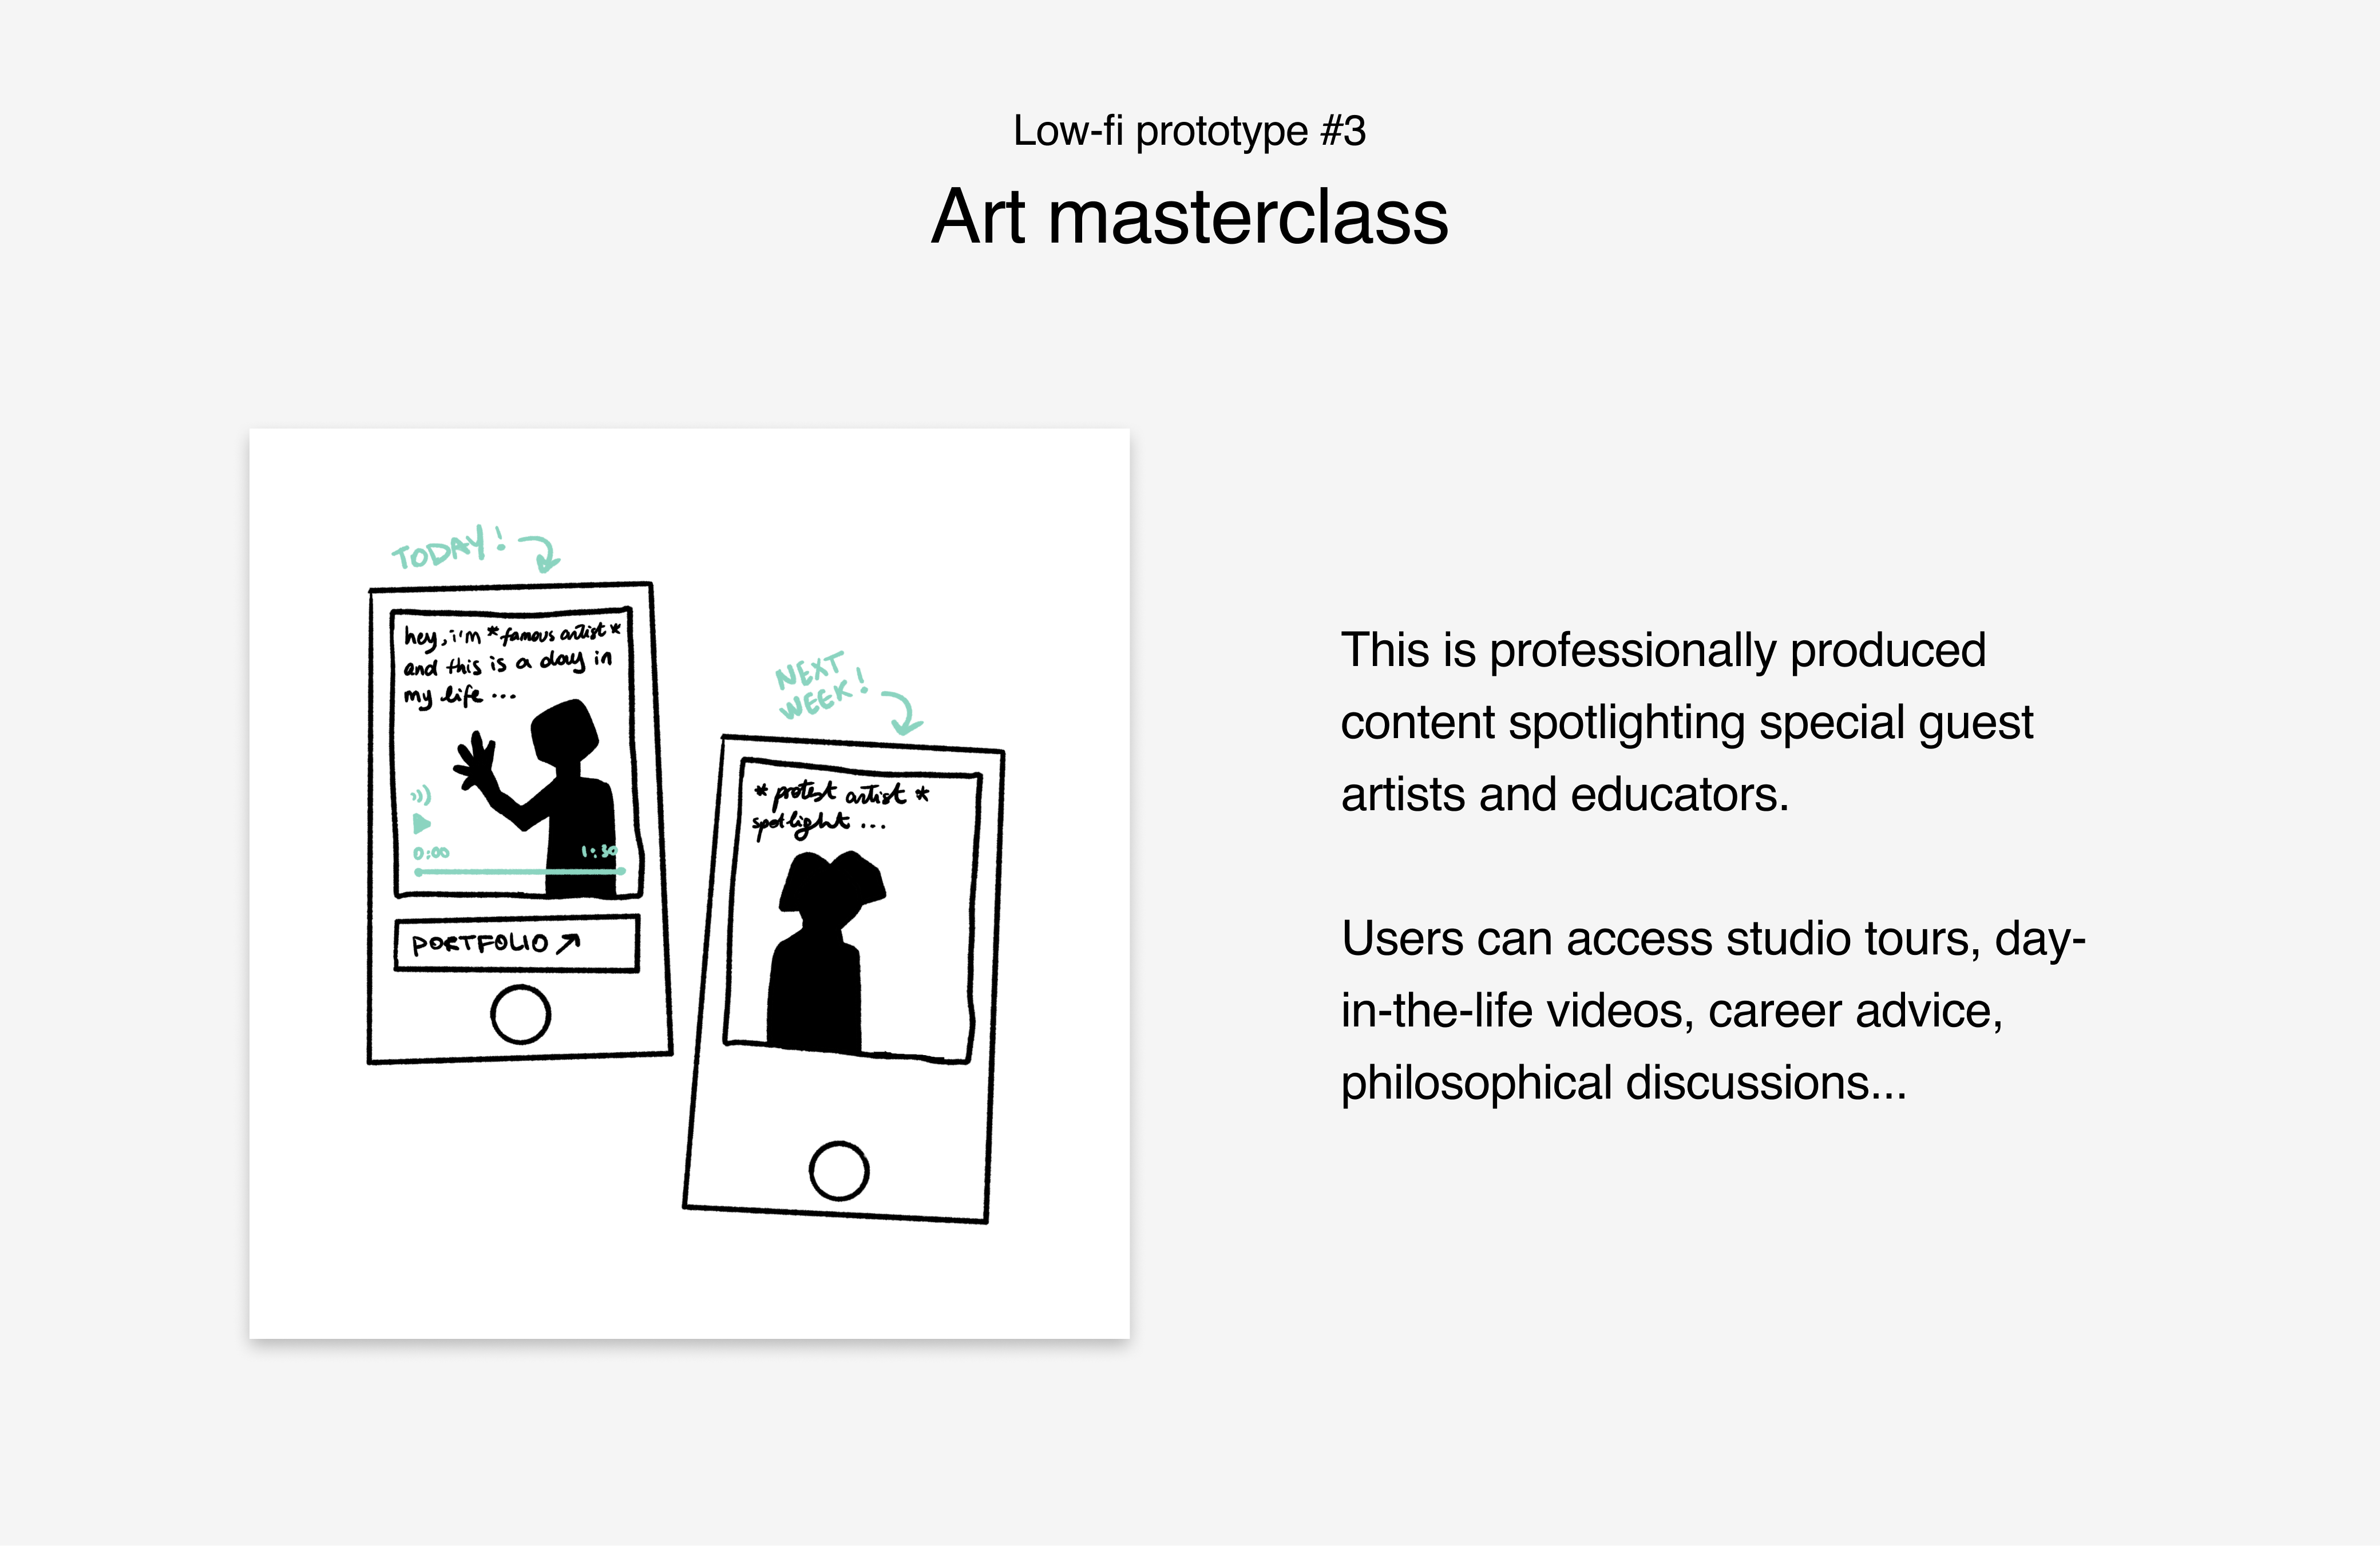 Low-fi prototype #3
Art masterclass
TODAY!
hey, i'm *famous artist*
and this is a day in
my life ...
0:00
1:30
PORTFOLIO ↗
NEXT
WEEK!
*protest artist*
spotlight ...
This is professionally produced
content spotlighting special guest
artists and educators.
Users can access studio tours, day-
in-the-life videos, career advice,
philosophical discussions...